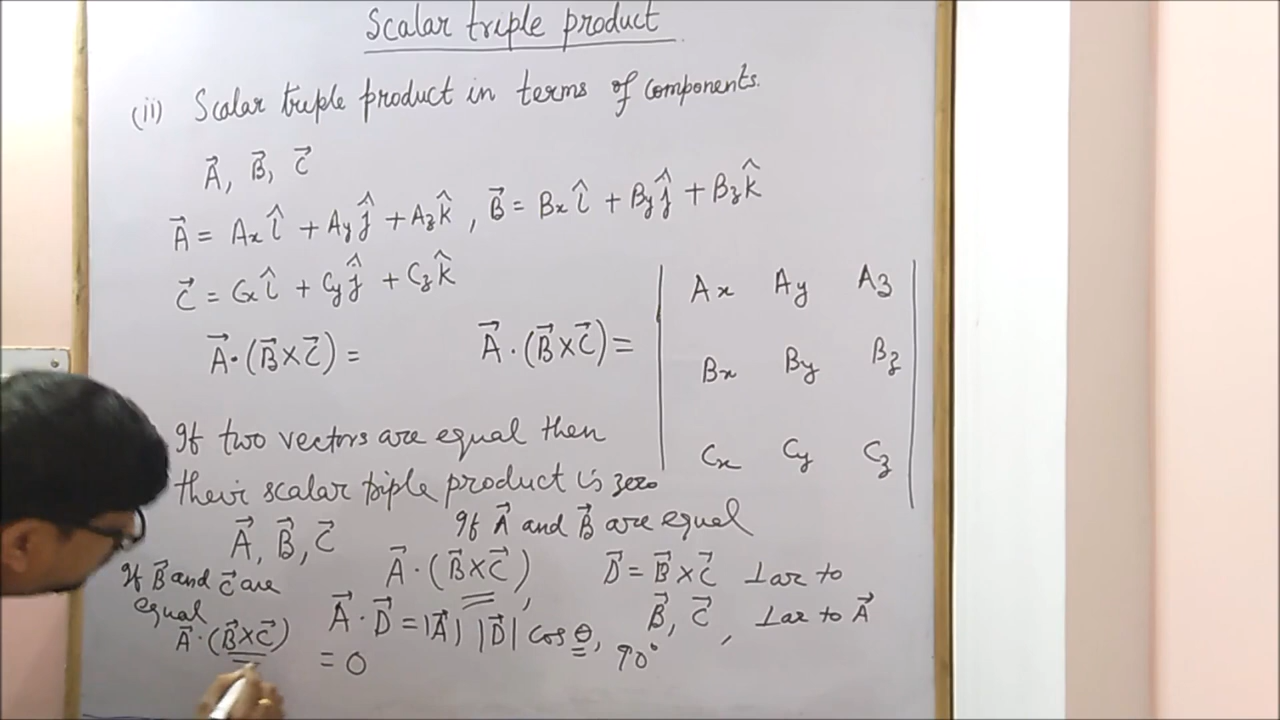 Scalar triple product
(ii) Scalar triple product in terms of components.
A⃗, B⃗, C⃗
A⃗ = Ax î + Ay ĵ + Az k̂, B⃗ = Bx î + By ĵ + Bz k̂
C⃗ = Cx î + Cy ĵ + Cz k̂
A⃗·(B⃗×C⃗) =
A⃗·(B⃗×C⃗) =
| Ax Ay Az |
| Bx By Bz |
| Cx Cy Cz |
If two vectors are equal then
their scalar triple product is zero
A⃗, B⃗, C⃗
If A⃗ and B⃗ are equal
A⃗·(B⃗×C⃗),
D⃗ = B⃗×C⃗ ⊥ar to
B⃗, C⃗, ⊥ar to A⃗
A⃗·D⃗ = |A⃗| |D⃗| cos θ, 90°
= 0
If B⃗ and C⃗ are
equal
A⃗·(B⃗×C⃗)